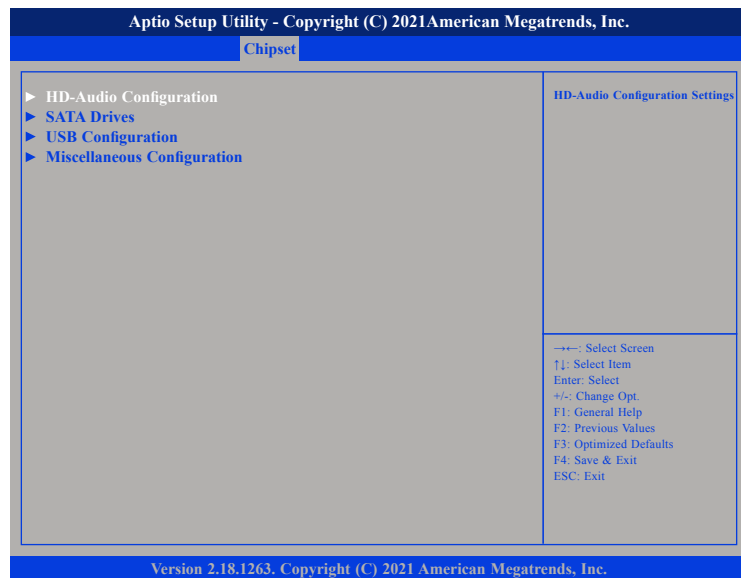 Aptio Setup Utility - Copyright (C) 2021American Megatrends, Inc.
Chipset
► HD-Audio Configuration
► SATA Drives
► USB Configuration
► Miscellaneous Configuration
HD-Audio Configuration Settings
→←: Select Screen
↑↓: Select Item
Enter: Select
+/-: Change Opt.
F1: General Help
F2: Previous Values
F3: Optimized Defaults
F4: Save & Exit
ESC: Exit
Version 2.18.1263. Copyright (C) 2021 American Megatrends, Inc.